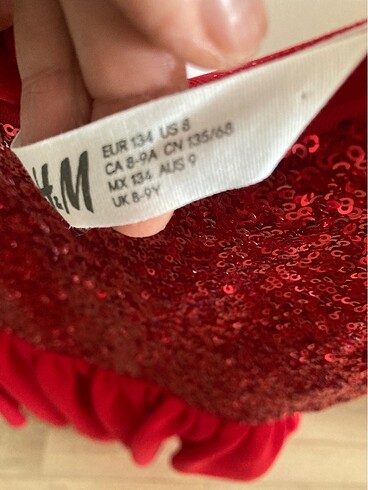 H&M
EUR 134 US 8
CA 8-9A CN 135/68
MX 134 AUS 9
UK 8-9Y